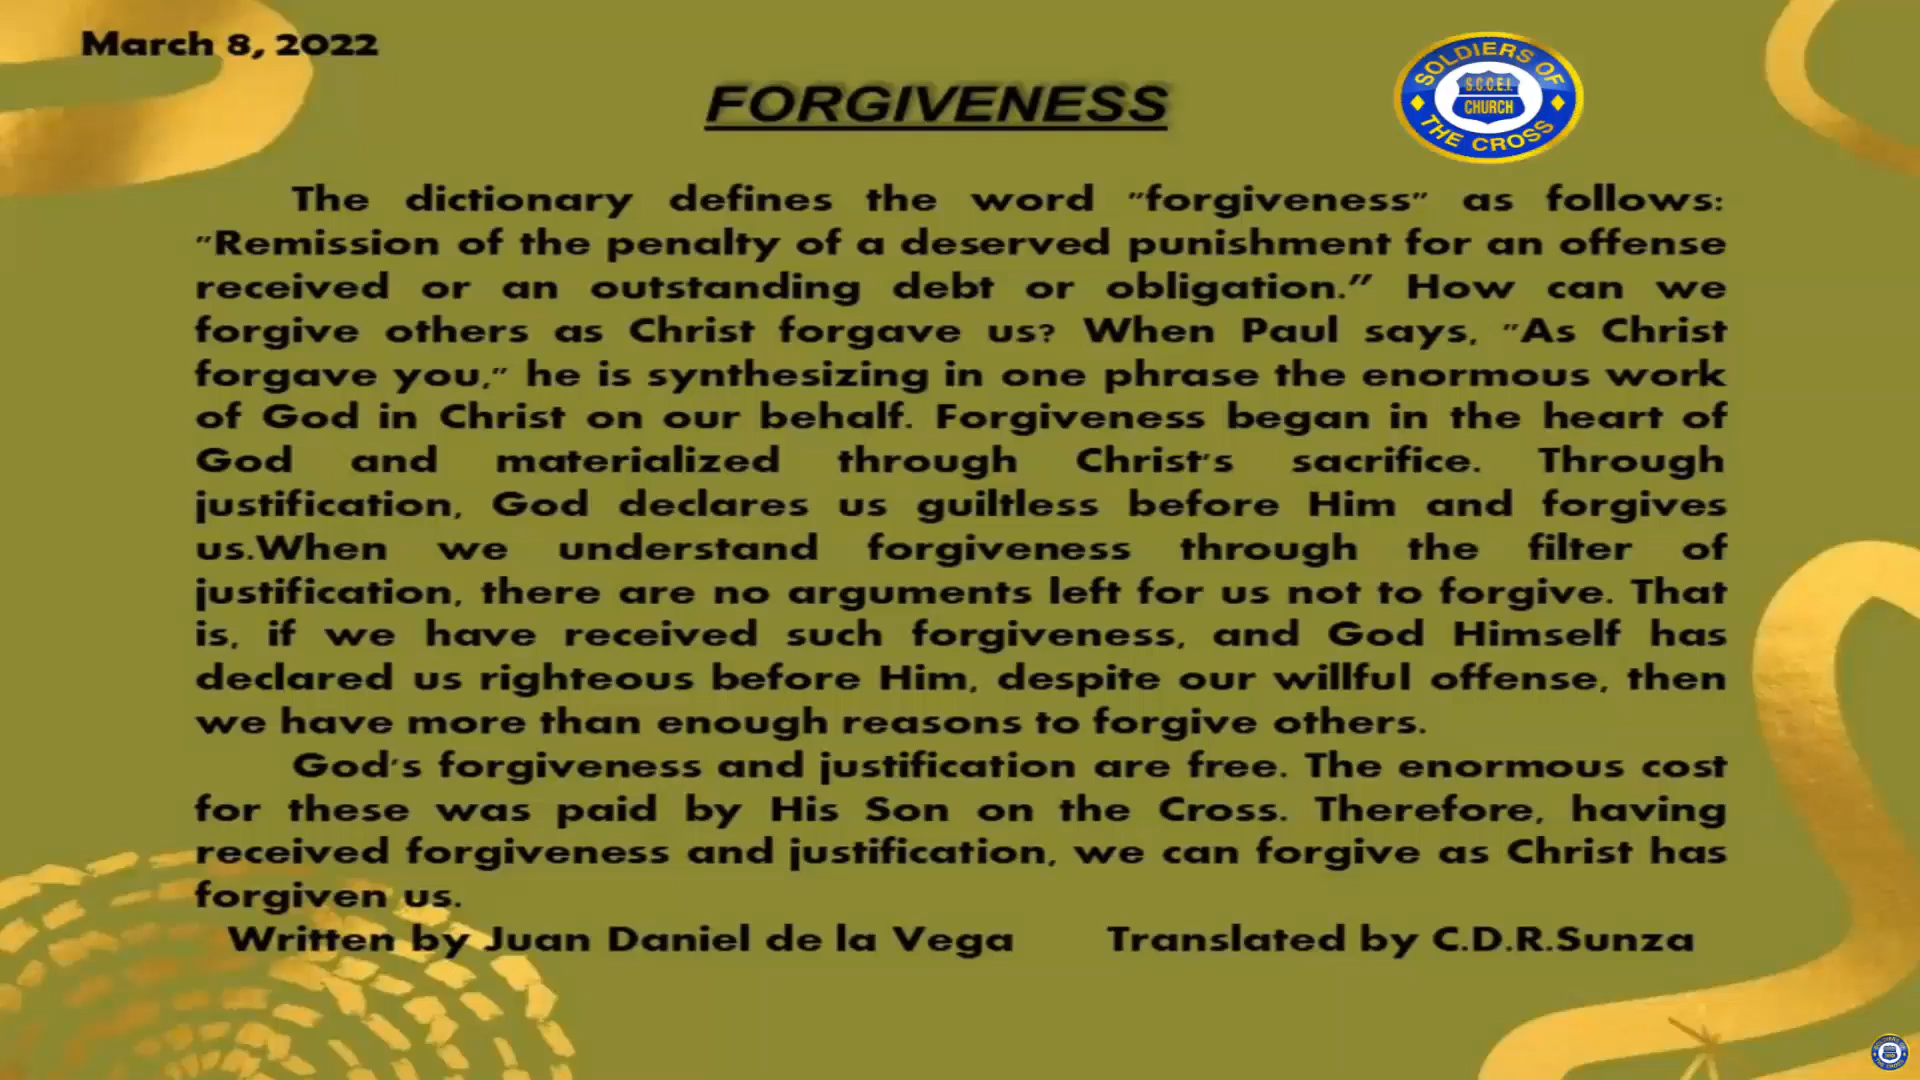 March 8, 2022
FORGIVENESS
SOLDIERS OF
S.C.C.E.I.
CHURCH
THE CROSS
The dictionary defines the word "forgiveness" as follows:
"Remission of the penalty of a deserved punishment for an offense
received or an outstanding debt or obligation." How can we
forgive others as Christ forgave us? When Paul says, "As Christ
forgave you," he is synthesizing in one phrase the enormous work
of God in Christ on our behalf. Forgiveness began in the heart of
God and materialized through Christ's sacrifice. Through
justification, God declares us guiltless before Him and forgives
us.When we understand forgiveness through the filter of
justification, there are no arguments left for us not to forgive. That
is, if we have received such forgiveness, and God Himself has
declared us righteous before Him, despite our willful offense, then
we have more than enough reasons to forgive others.
God's forgiveness and justification are free. The enormous cost
for these was paid by His Son on the Cross. Therefore, having
received forgiveness and justification, we can forgive as Christ has
forgiven us.
Written by Juan Daniel de la Vega Translated by C.D.R.Sunza